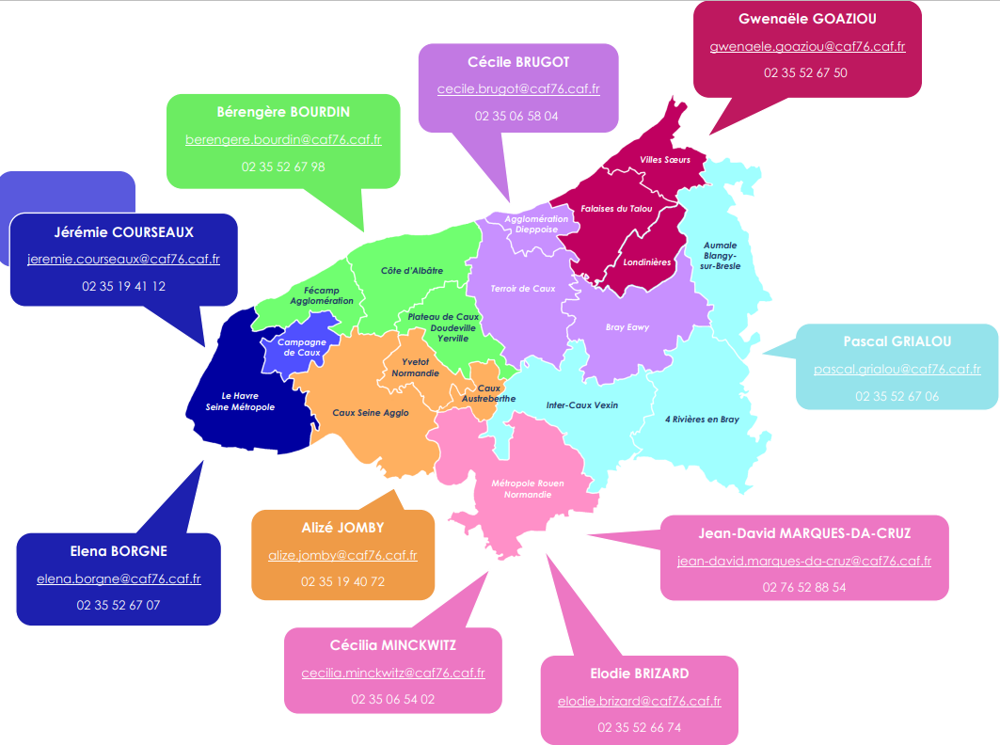 Gwenaële GOAZIOU
gwenaele.goaziou@caf76.caf.fr
02 35 52 67 50
Cécile BRUGOT
cecile.brugot@caf76.caf.fr
02 35 06 58 04
Bérengère BOURDIN
berengere.bourdin@caf76.caf.fr
02 35 52 67 98
Jérémie COURSEAUX
jeremie.courseaux@caf76.caf.fr
02 35 19 41 12
Villes Sœurs
Falaises du Talou
Londinières
Agglomération
Dieppoise
Aumale
Blangy-
sur-Bresle
Côte d'Albâtre
Terroir de Caux
Fécamp
Agglomération
Plateau de Caux
Doudeville
Yerville
Bray Eawy
Campagne
de Caux
Yvetot
Normandie
Caux
Austreberthe
Le Havre
Seine Métropole
Caux Seine Agglo
Inter-Caux Vexin
4 Rivières en Bray
Métropole Rouen
Normandie
Pascal GRIALOU
pascal.grialou@caf76.caf.fr
02 35 52 67 06
Elena BORGNE
elena.borgne@caf76.caf.fr
02 35 52 67 07
Alizé JOMBY
alize.jomby@caf76.caf.fr
02 35 19 40 72
Jean-David MARQUES-DA-CRUZ
jean-david.marques-da-cruz@caf76.caf.fr
02 76 52 88 54
Cécilia MINCKWITZ
cecilia.minckwitz@caf76.caf.fr
02 35 06 54 02
Elodie BRIZARD
elodie.brizard@caf76.caf.fr
02 35 52 66 74